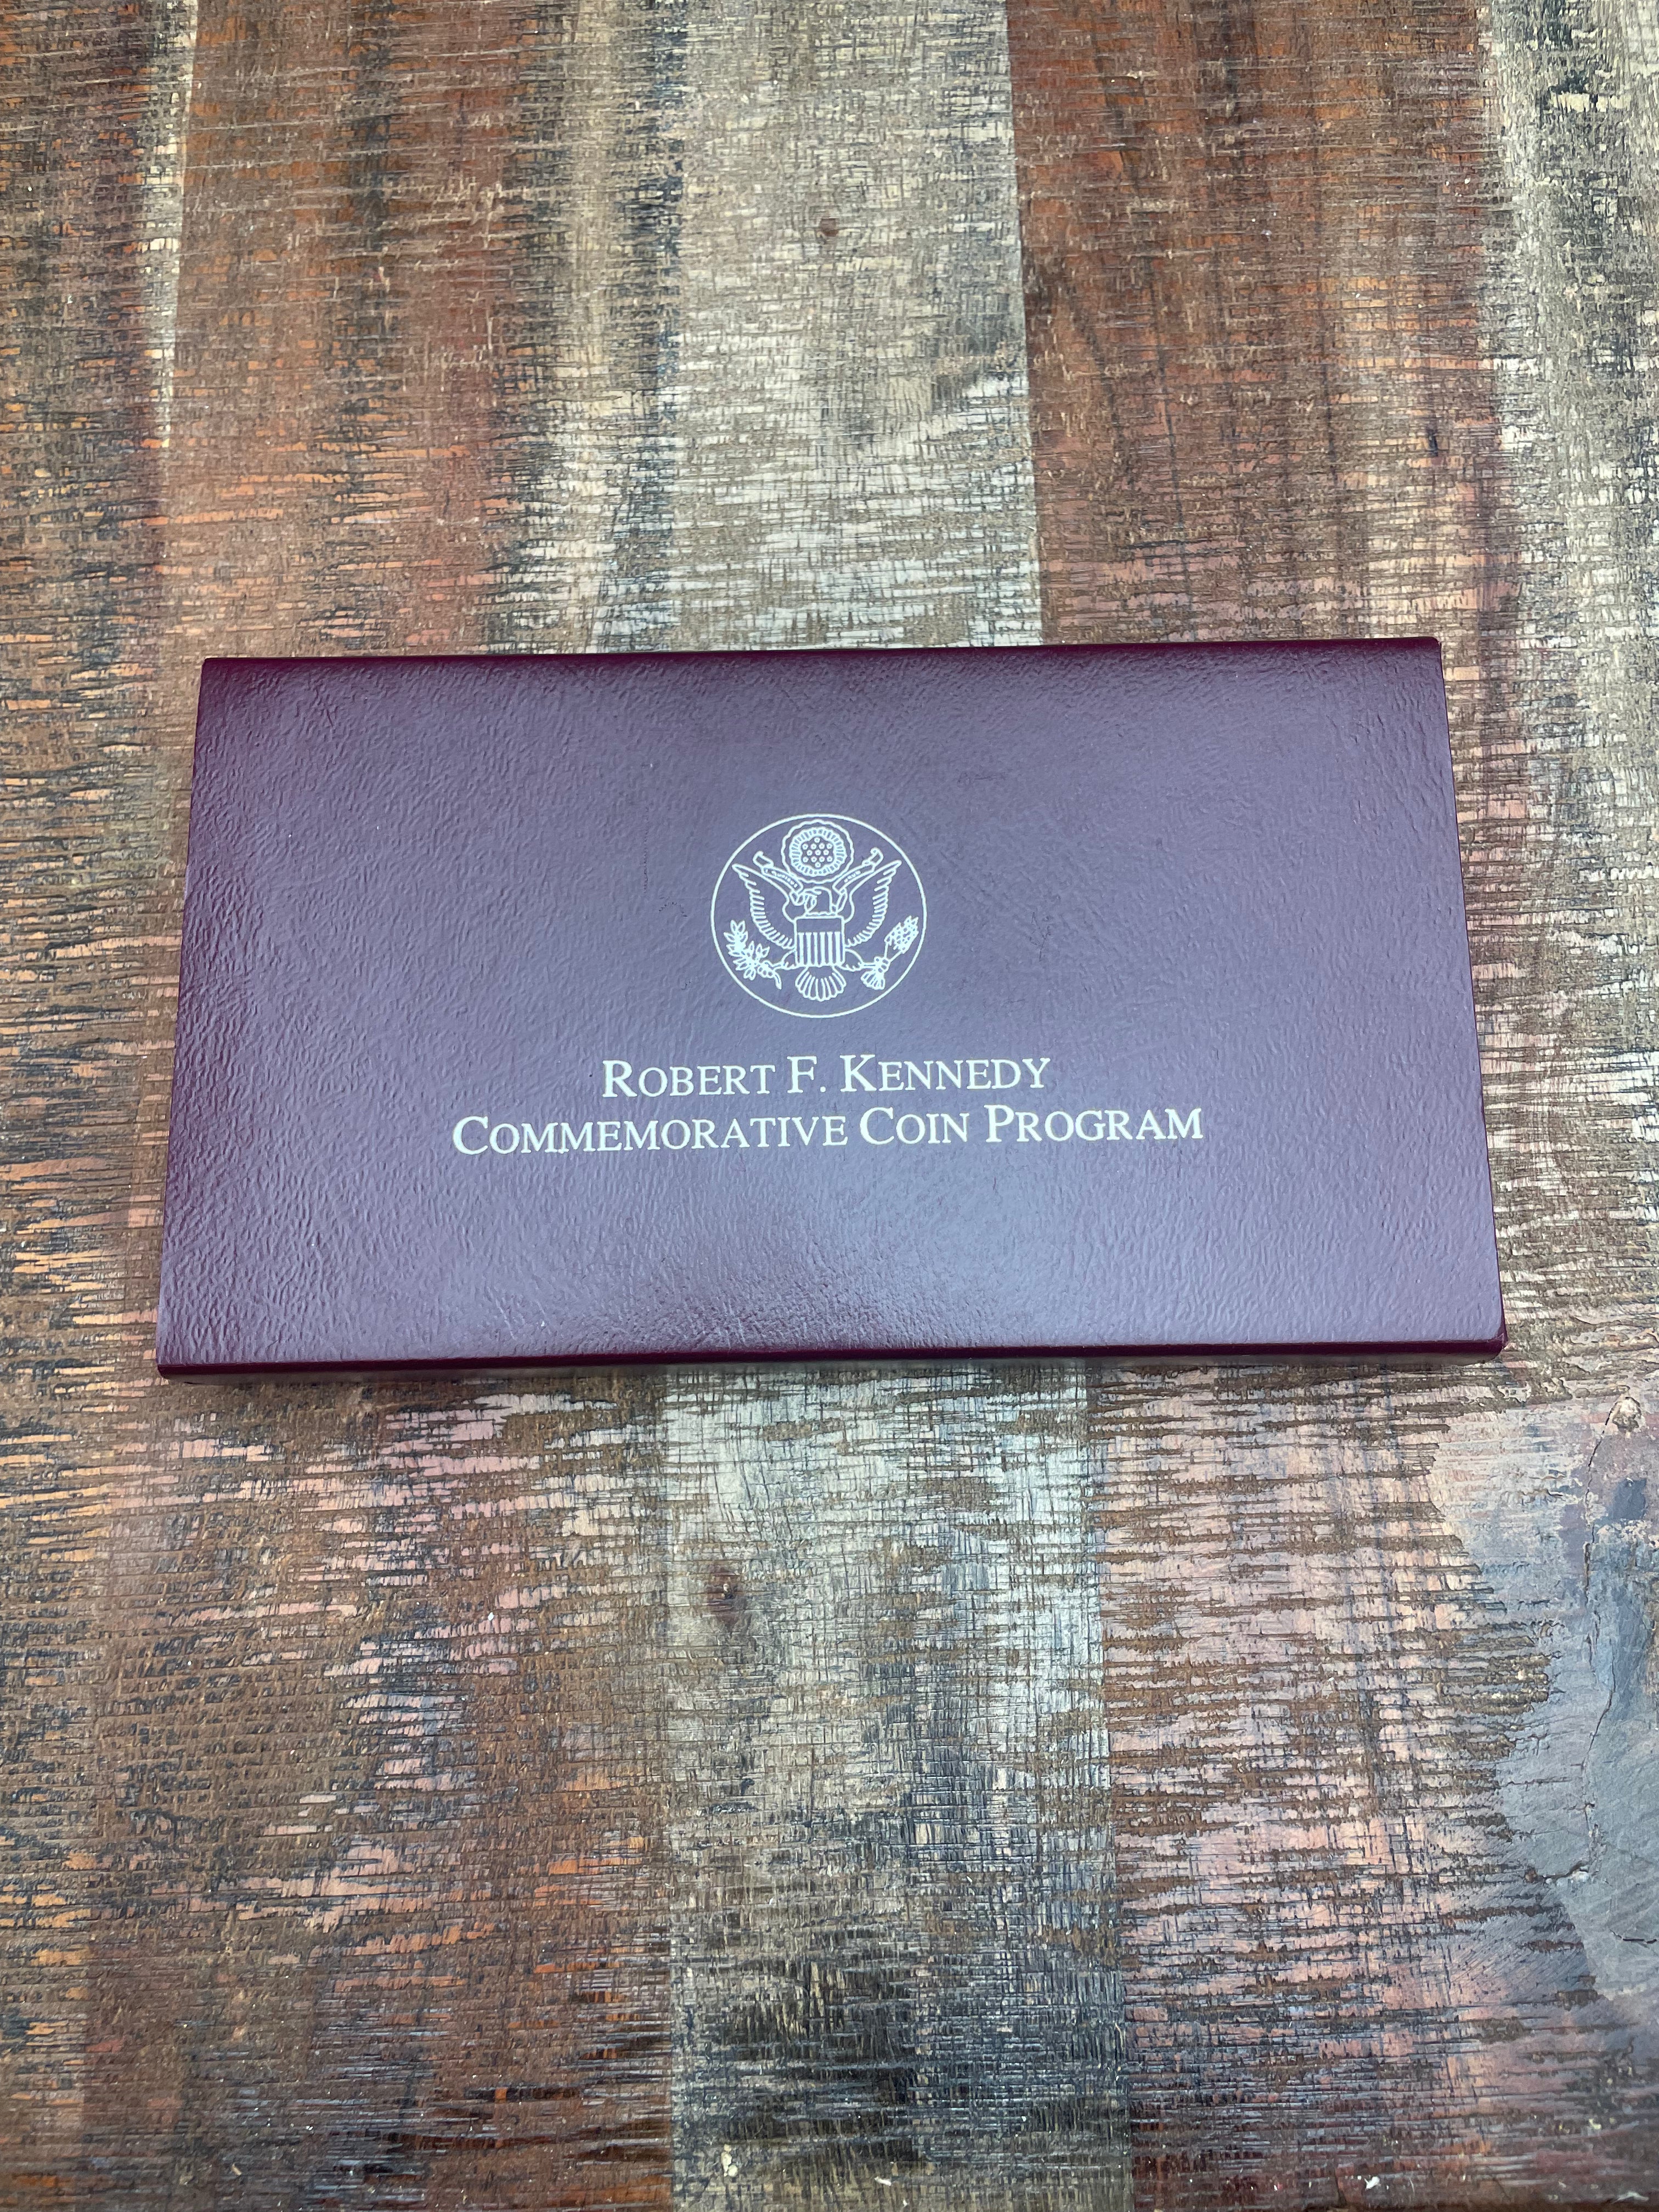 ROBERT F. KENNEDY
COMMEMORATIVE COIN PROGRAM